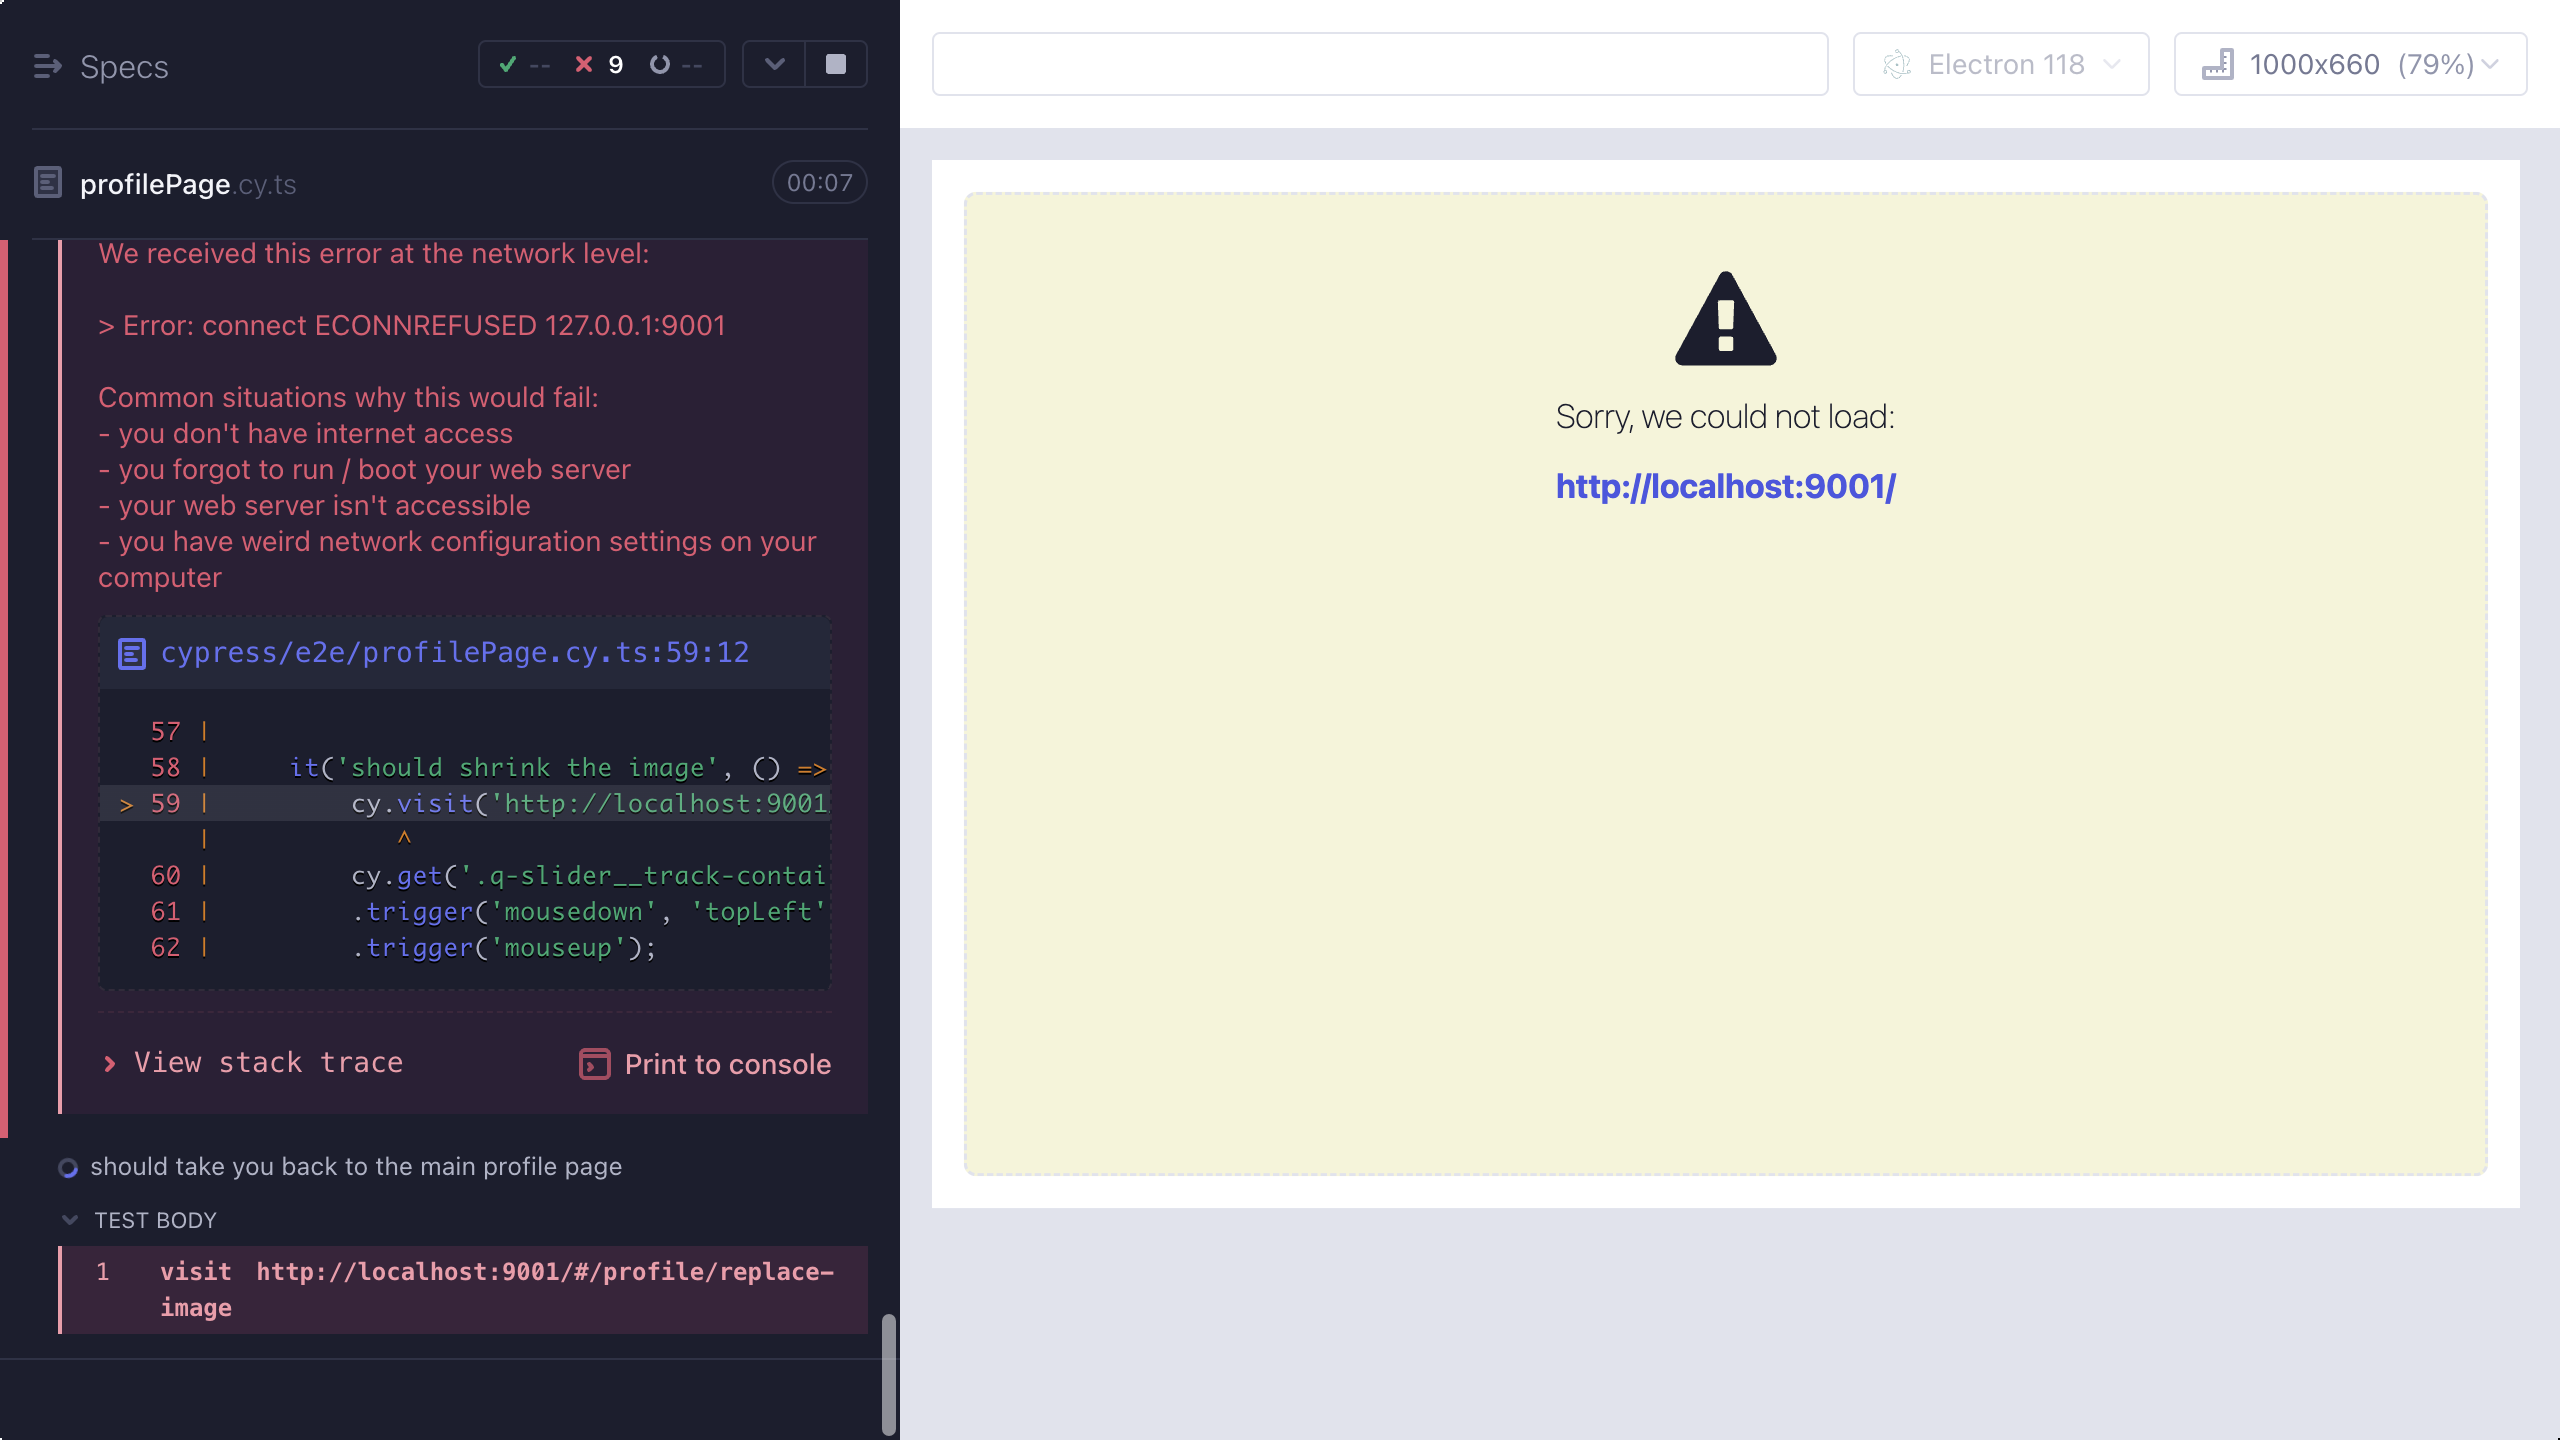 Specs
-- 9 --
profilePage.cy.ts
00:07
We received this error at the network level:
> Error: connect ECONNREFUSED 127.0.0.1:9001
Common situations why this would fail:
- you don't have internet access
- you forgot to run / boot your web server
- your web server isn't accessible
- you have weird network configuration settings on your
computer
cypress/e2e/profilePage.cy.ts:59:12
57 |
58 | it('should shrink the image', () =>
> 59 | cy.visit('http://localhost:9001
| ^
60 | cy.get('.q-slider__track-contai
61 | .trigger('mousedown', 'topLeft'
62 | .trigger('mouseup');
View stack trace
Print to console
should take you back to the main profile page
TEST BODY
1 visit http://localhost:9001/#/profile/replace-
image
Electron 118
1000x660 (79%)
Sorry, we could not load:
http://localhost:9001/